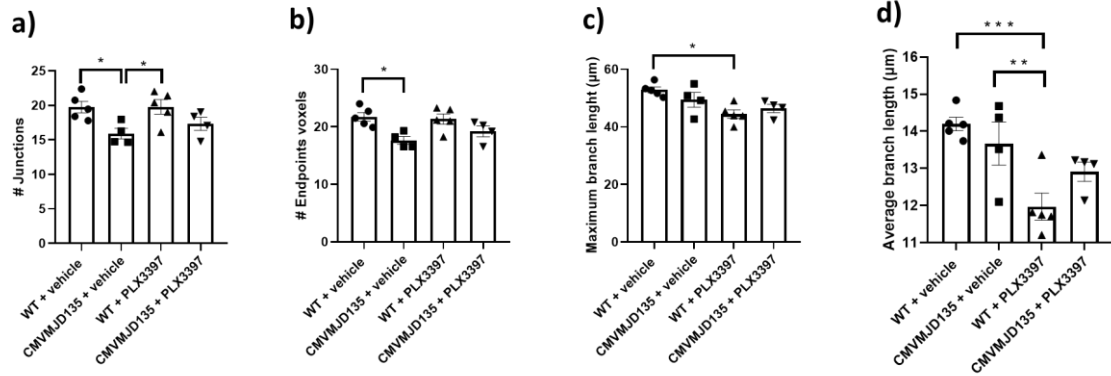 a)
* *
# Junctions
25
20
15
10
5
0
WT + vehicle
CMVMJD135 + vehicle
WT + PLX3397
CMVMJD135 + PLX3397
b)
*
# Endpoints voxels
30
20
10
0
WT + vehicle
CMVMJD135 + vehicle
WT + PLX3397
CMVMJD135 + PLX3397
c)
*
Maximum branch lenght (µm)
80
60
40
20
0
WT + vehicle
CMVMJD135 + vehicle
WT + PLX3397
CMVMJD135 + PLX3397
d)
* * *
* *
Average branch lenght (µm)
16
15
14
13
12
11
WT + vehicle
CMVMJD135 + vehicle
WT + PLX3397
CMVMJD135 + PLX3397